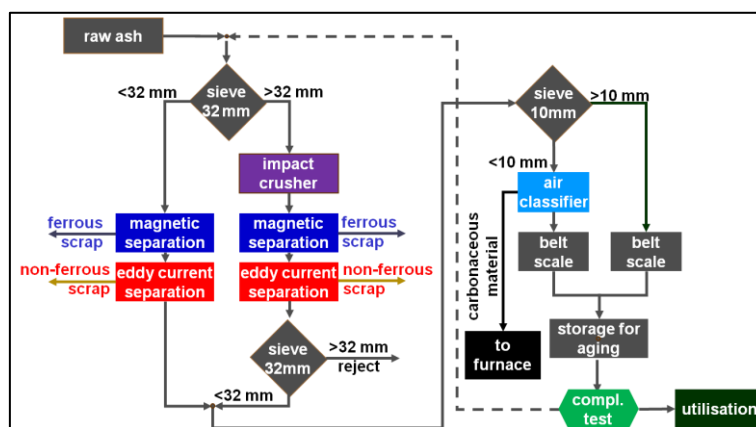 raw ash
<32 mm
sieve
32mm
>32 mm
impact
crusher
ferrous
scrap
magnetic
separation
magnetic
separation
ferrous
scrap
non-ferrous
scrap
eddy current
separation
eddy current
separation
non-ferrous
scrap
sieve
32mm
>32 mm
reject
<32 mm
sieve
10mm
>10 mm
<10 mm
air
classifier
carbonaceous
material
belt
scale
belt
scale
to
furnace
storage for
aging
compl.
test
utilisation